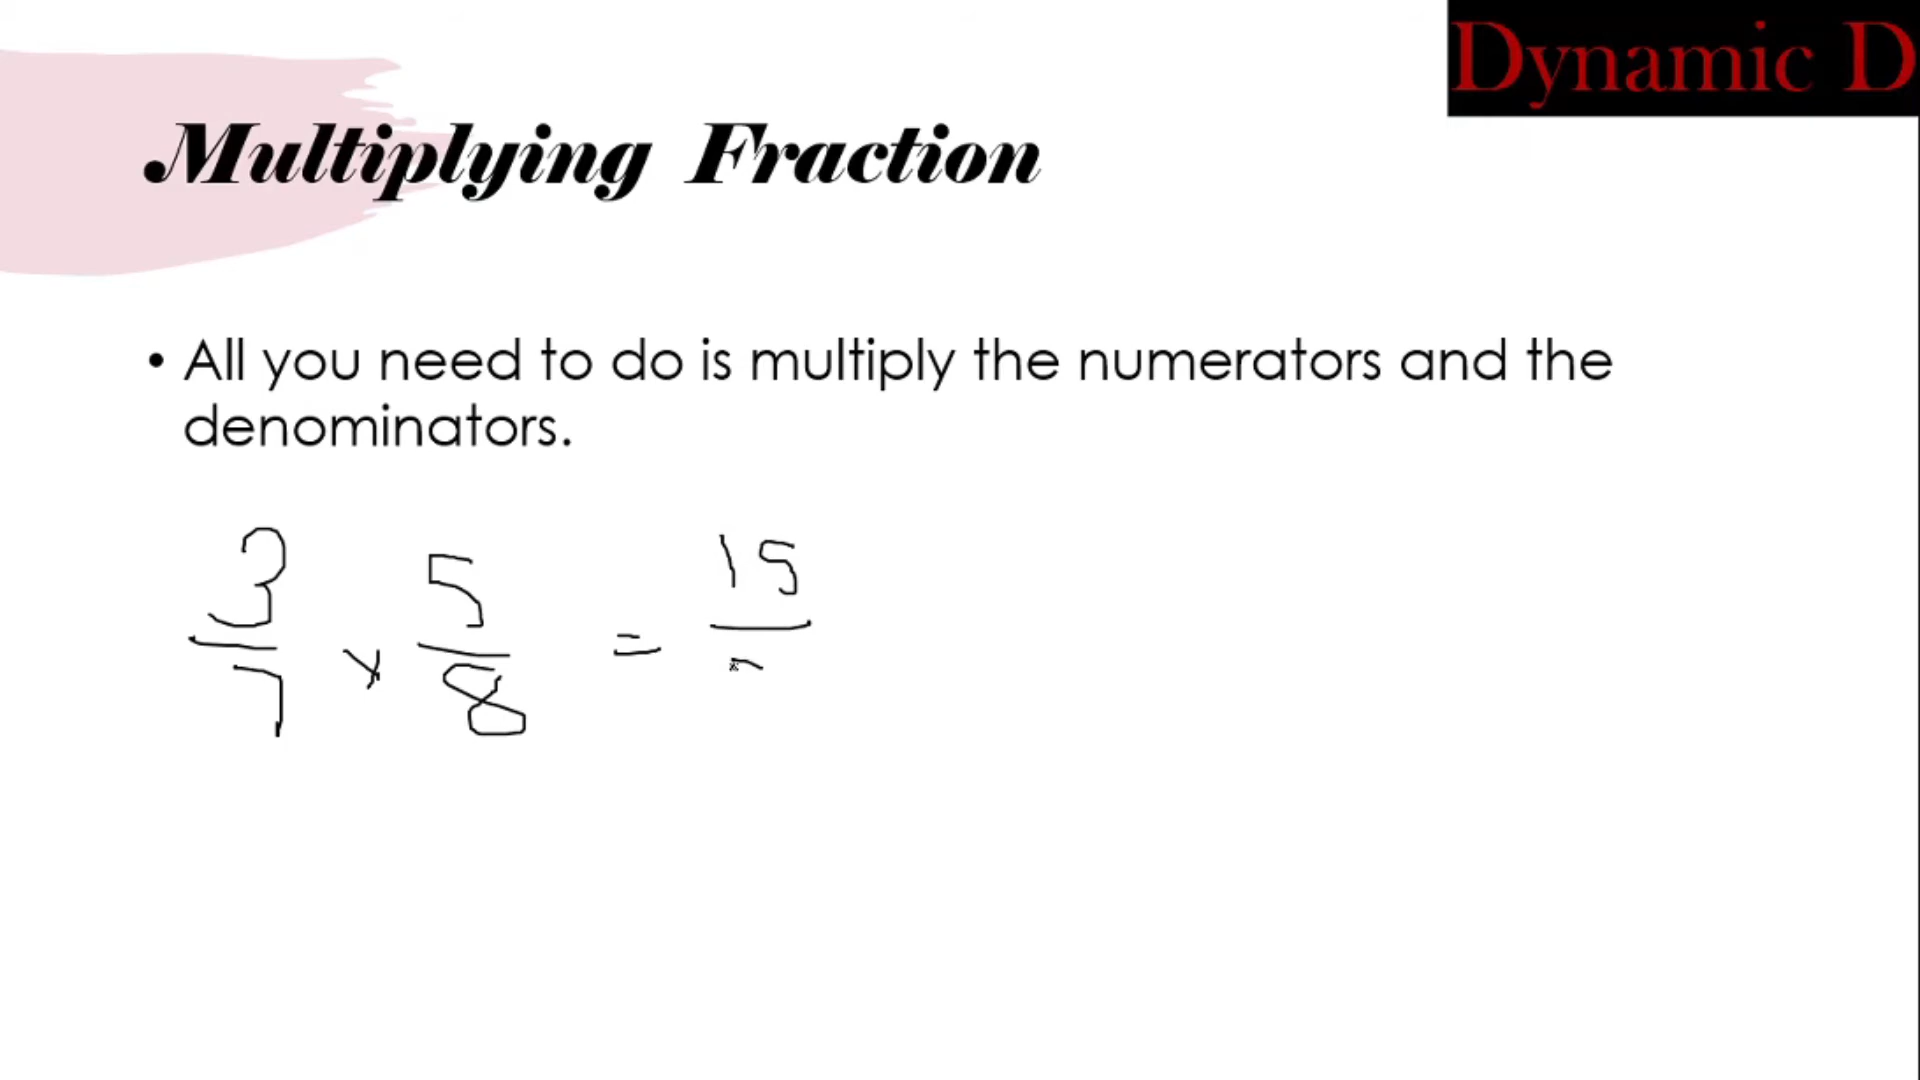 Dynamic D
Multiplying Fraction
• All you need to do is multiply the numerators and the
denominators.
3/7 x 5/8 = 15/